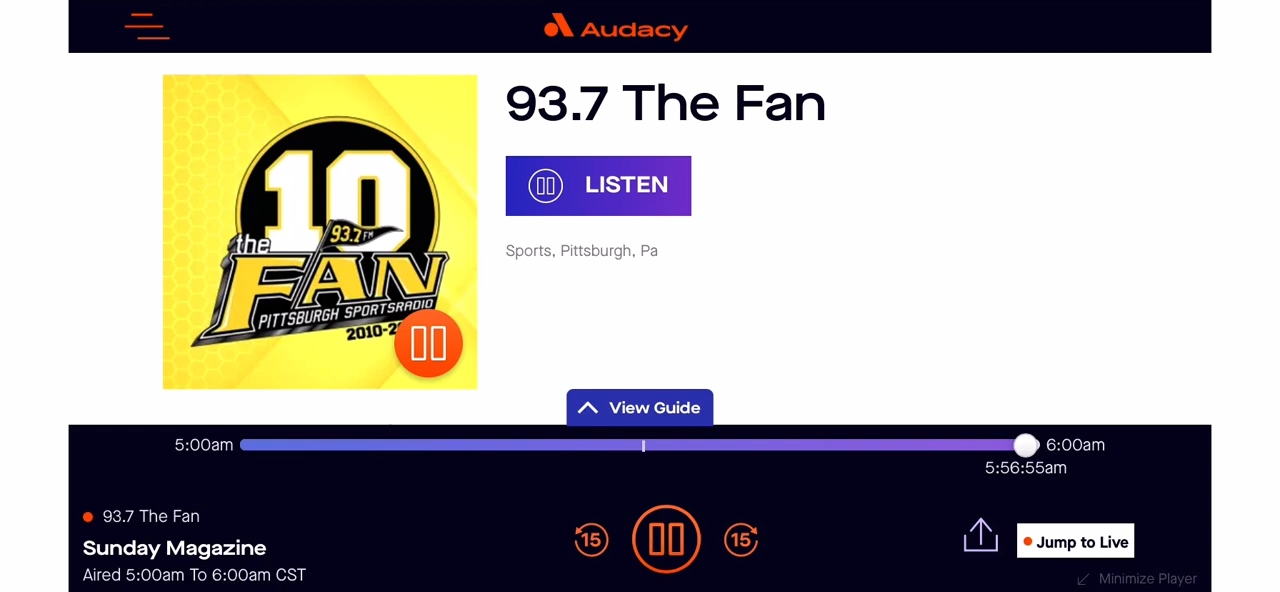 Audacy
93.7 The Fan
LISTEN
Sports, Pittsburgh, Pa
10
93.7 FM
the
FAN
PITTSBURGH SPORTSRADIO
2010-2
View Guide
5:00am
6:00am
5:56:55am
93.7 The Fan
Sunday Magazine
Aired 5:00am To 6:00am CST
15
15
Jump to Live
Minimize Player